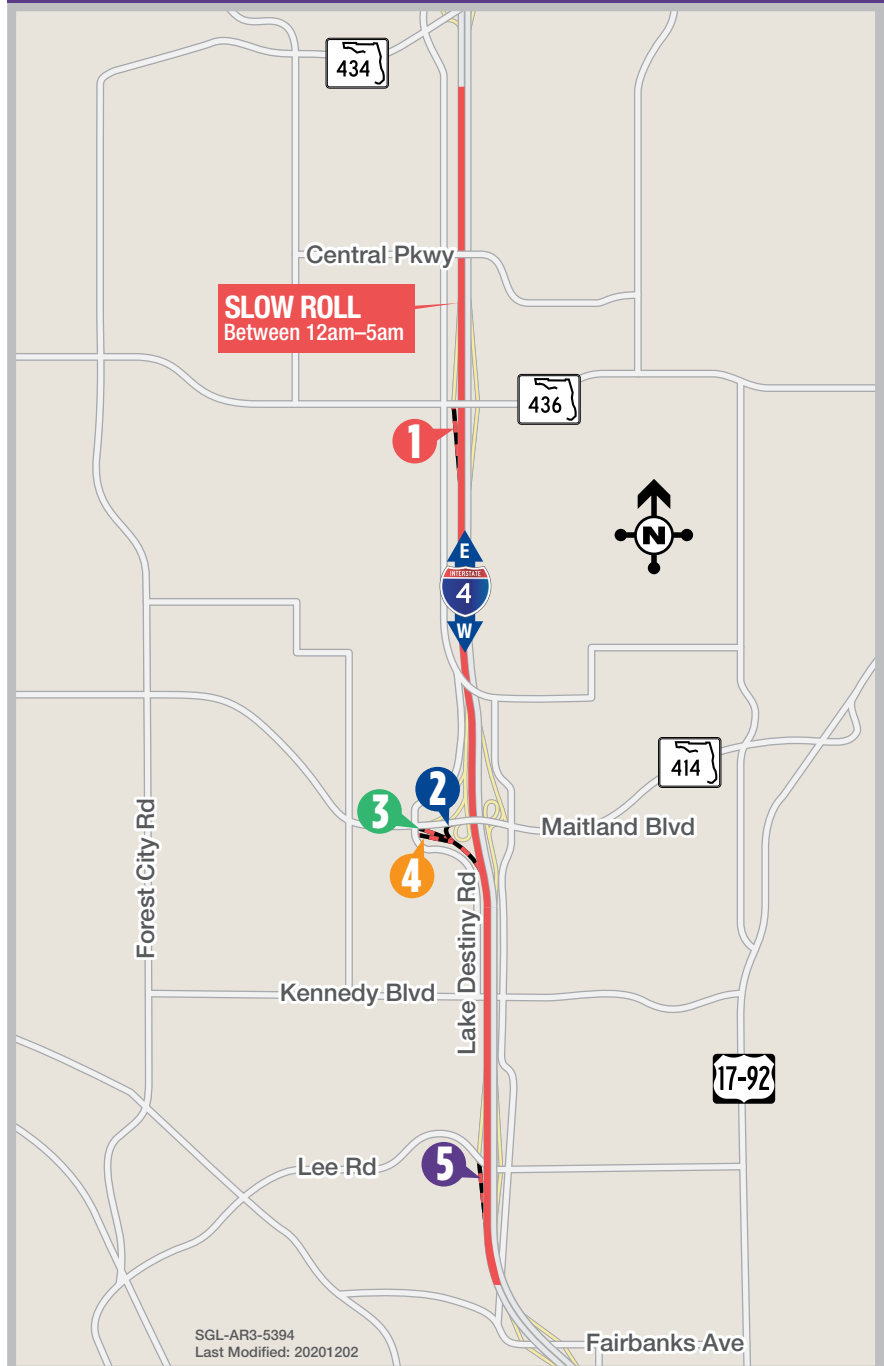 434
Central Pkwy
SLOW ROLL
Between 12am–5am
436
1
N
E
INTERSTATE
4
W
414
2
3
Maitland Blvd
4
Forest City Rd
Lake Destiny Rd
Kennedy Blvd
17-92
Lee Rd
5
SGL-AR3-5394
Last Modified: 20201202
Fairbanks Ave